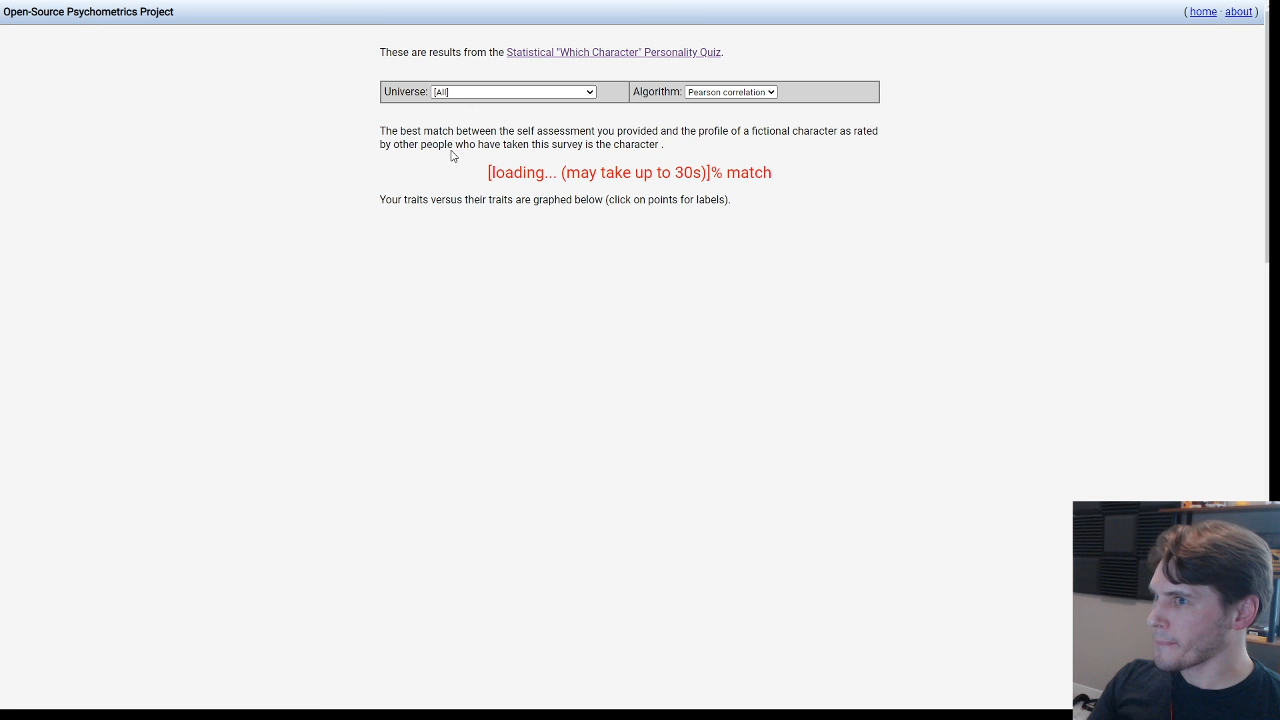 Open-Source Psychometrics Project
( home · about )
These are results from the Statistical "Which Character" Personality Quiz.
Universe: [All] Algorithm: Pearson correlation
The best match between the self assessment you provided and the profile of a fictional character as rated
by other people who have taken this survey is the character .
[loading... (may take up to 30s)]% match
Your traits versus their traits are graphed below (click on points for labels).